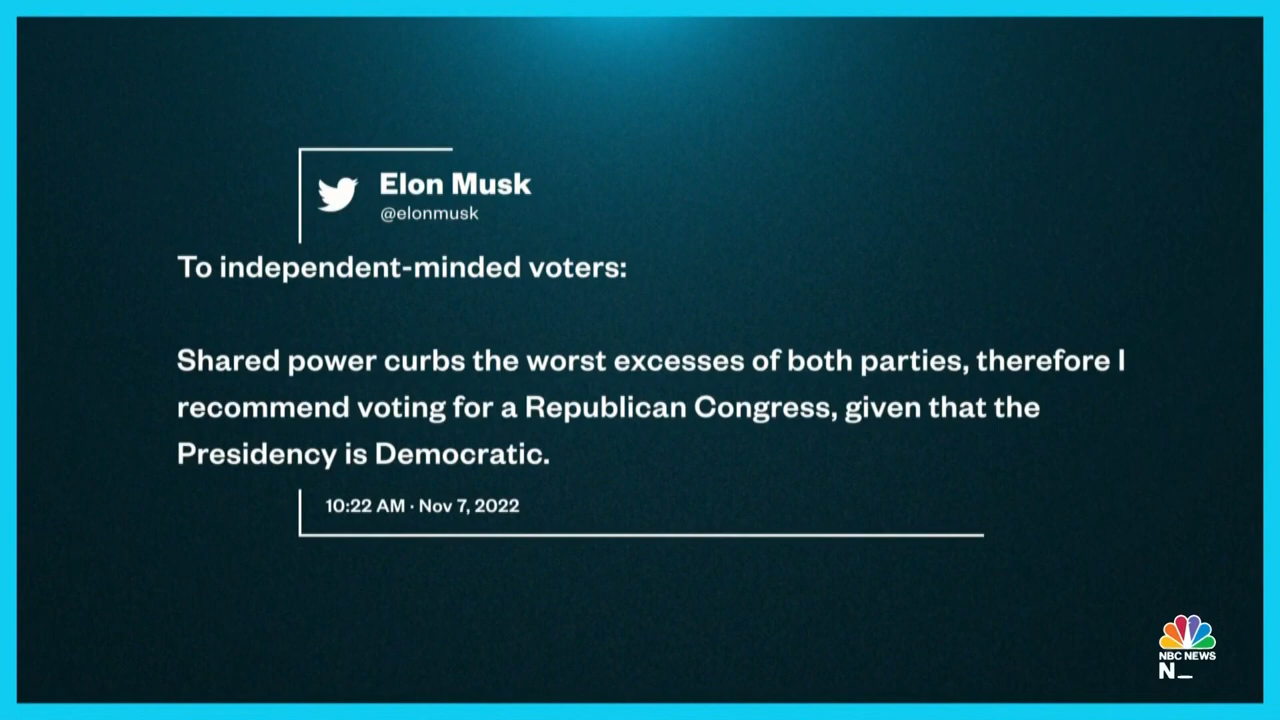 Elon Musk
@elonmusk
To independent-minded voters:
Shared power curbs the worst excesses of both parties, therefore I
recommend voting for a Republican Congress, given that the
Presidency is Democratic.
10:22 AM · Nov 7, 2022
NBC NEWS
N_